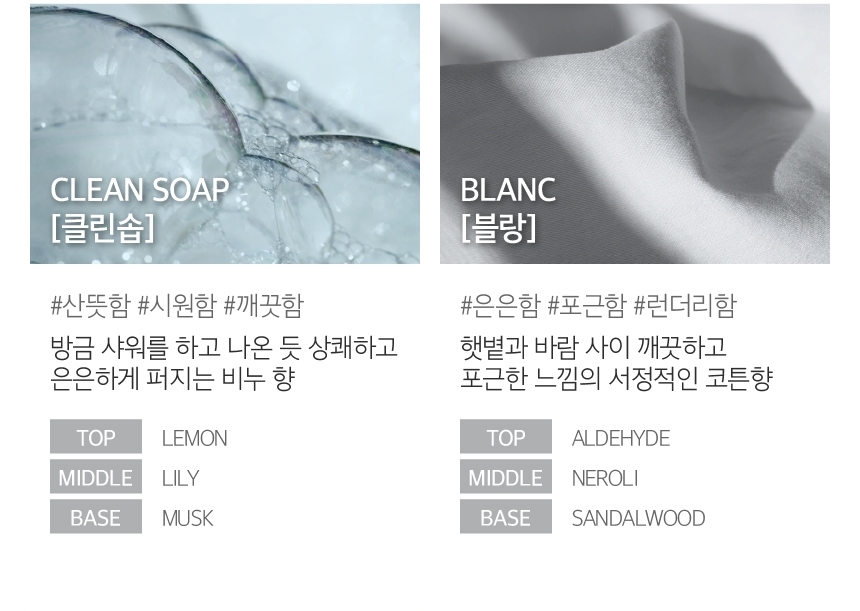 CLEAN SOAP
[클린솝]
#산뜻함 #시원함 #깨끗함
방금 샤워를 하고 나온 듯 상쾌하고
은은하게 퍼지는 비누 향
TOP LEMON
MIDDLE LILY
BASE MUSK
BLANC
[블랑]
#은은함 #포근함 #런더리함
햇볕과 바람 사이 깨끗하고
포근한 느낌의 서정적인 코튼향
TOP ALDEHYDE
MIDDLE NEROLI
BASE SANDALWOOD